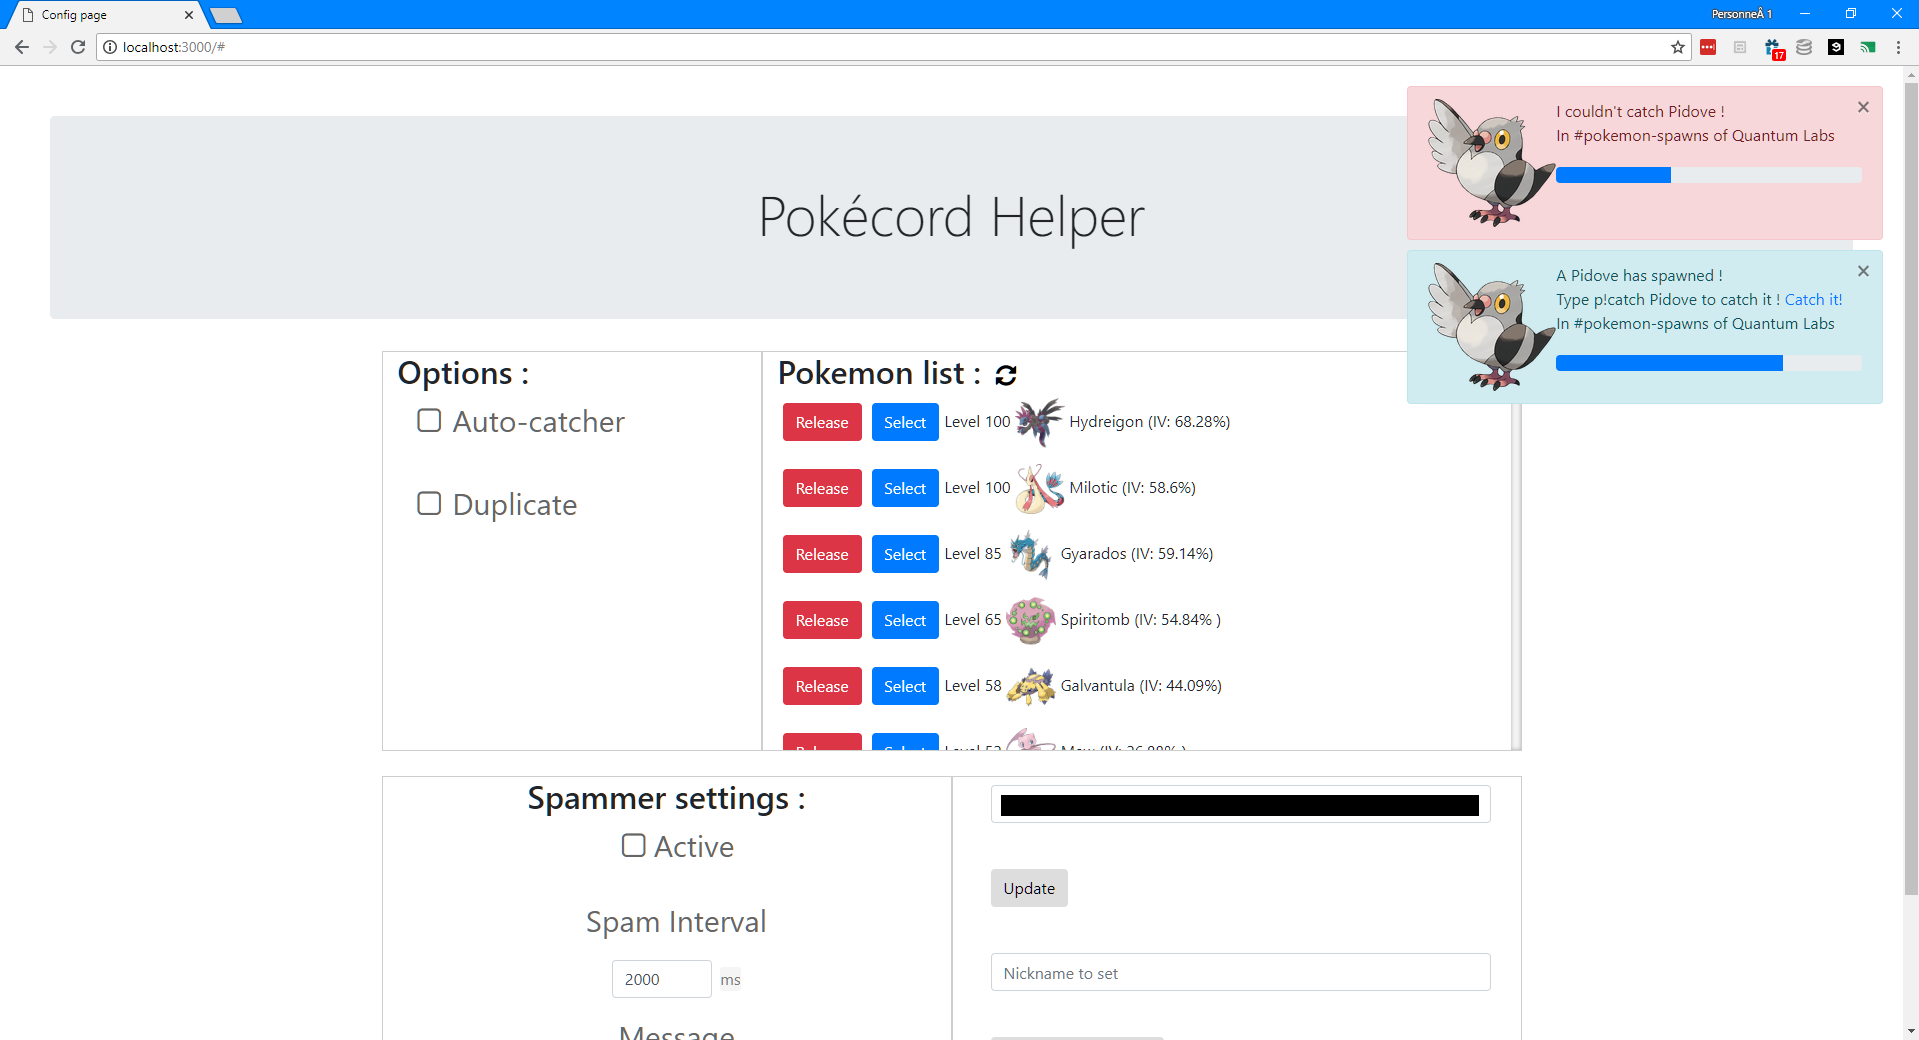 Config page
PersonneÂ 1
localhost:3000/#
17
I couldn't catch Pidove !
In #pokemon-spawns of Quantum Labs
Pokécord Helper
A Pidove has spawned !
Type p!catch Pidove to catch it ! Catch it!
In #pokemon-spawns of Quantum Labs
Options :
Auto-catcher
Duplicate
Pokemon list :
Release Select Level 100 Hydreigon (IV: 68.28%)
Release Select Level 100 Milotic (IV: 58.6%)
Release Select Level 85 Gyarados (IV: 59.14%)
Release Select Level 65 Spiritomb (IV: 54.84% )
Release Select Level 58 Galvantula (IV: 44.09%)
Release Select Level
Spammer settings :
Active
Spam Interval
2000 ms
Message
Update
Nickname to set